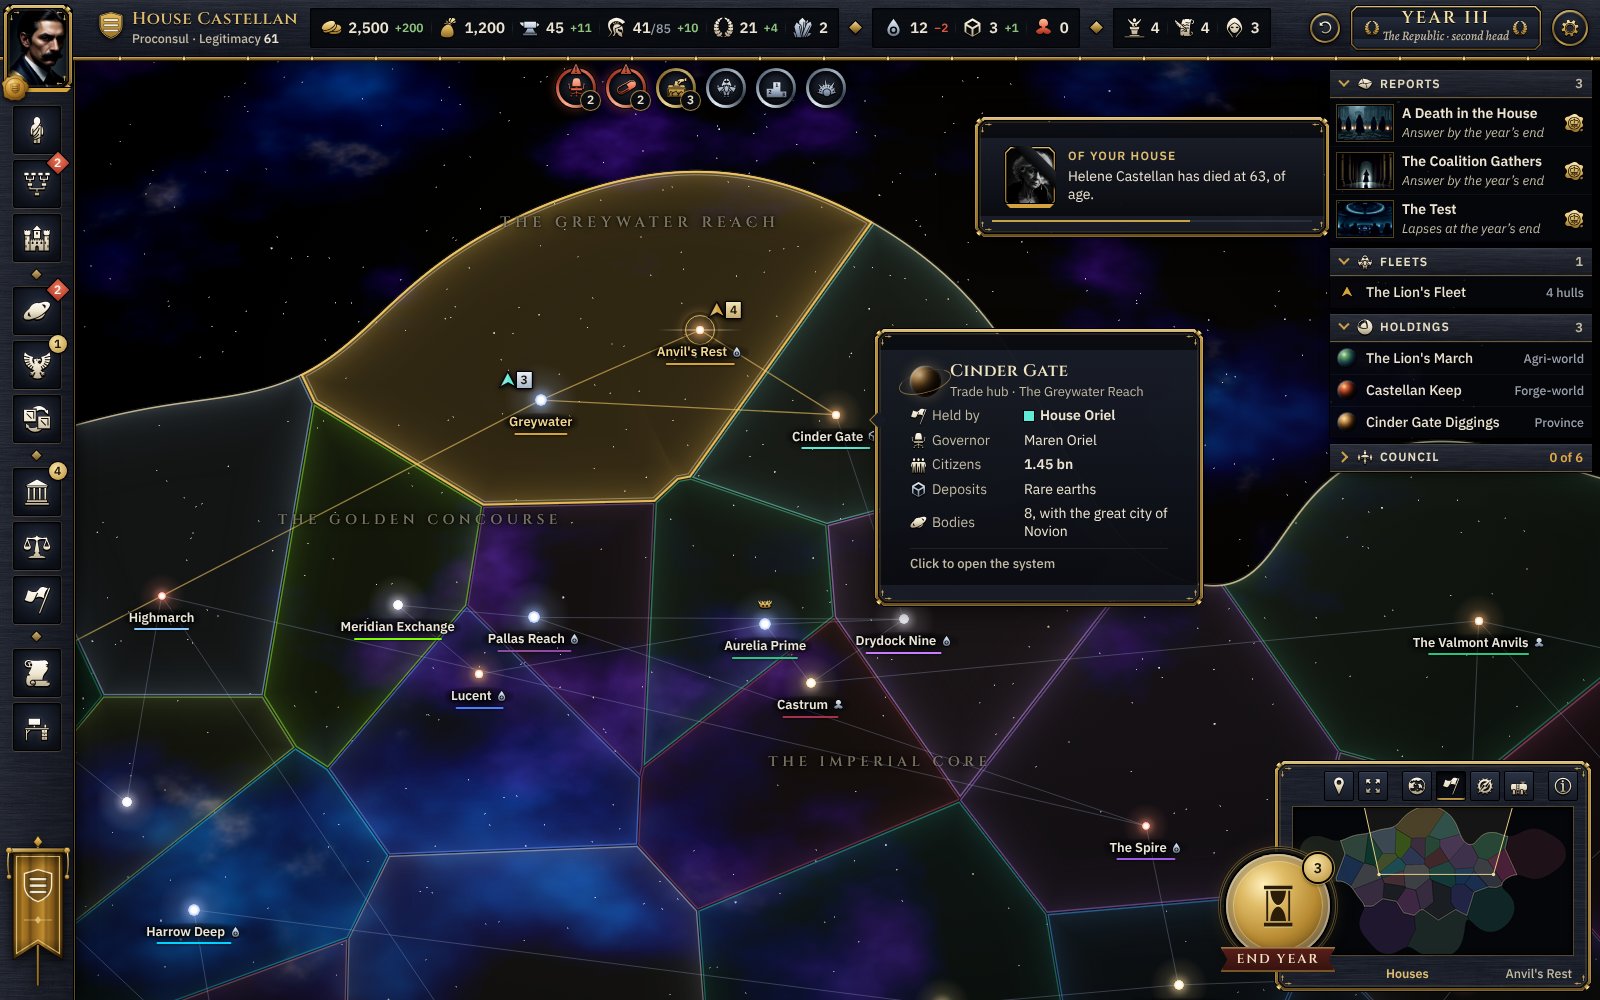 HOUSE CASTELLAN
Proconsul · Legitimacy 61
2,500 +200
1,200
45 +11
41/85 +10
21 +4
2
12 −2
3 +1
0
4
4
3
YEAR III
The Republic · second head
2
2
3
REPORTS 3
A Death in the House
Answer by the year's end
The Coalition Gathers
Answer by the year's end
The Test
Lapses at the year's end
FLEETS 1
The Lion's Fleet 4 hulls
HOLDINGS 3
The Lion's March Agri-world
Castellan Keep Forge-world
Cinder Gate Diggings Province
COUNCIL 0 of 6
OF YOUR HOUSE
Helene Castellan has died at 63, of
age.
2
2
1
4
THE GREYWATER REACH
4
Anvil's Rest
3
Greywater
Cinder Gate
CINDER GATE
Trade hub · The Greywater Reach
Held by House Oriel
Governor Maren Oriel
Citizens 1.45 bn
Deposits Rare earths
Bodies 8, with the great city of
Novion
Click to open the system
THE GOLDEN CONCOURSE
Highmarch
Meridian Exchange
Pallas Reach
Aurelia Prime
Drydock Nine
The Valmont Anvils
Lucent
Castrum
THE IMPERIAL CORE
The Spire
Harrow Deep
3
END YEAR
Houses
Anvil's Rest